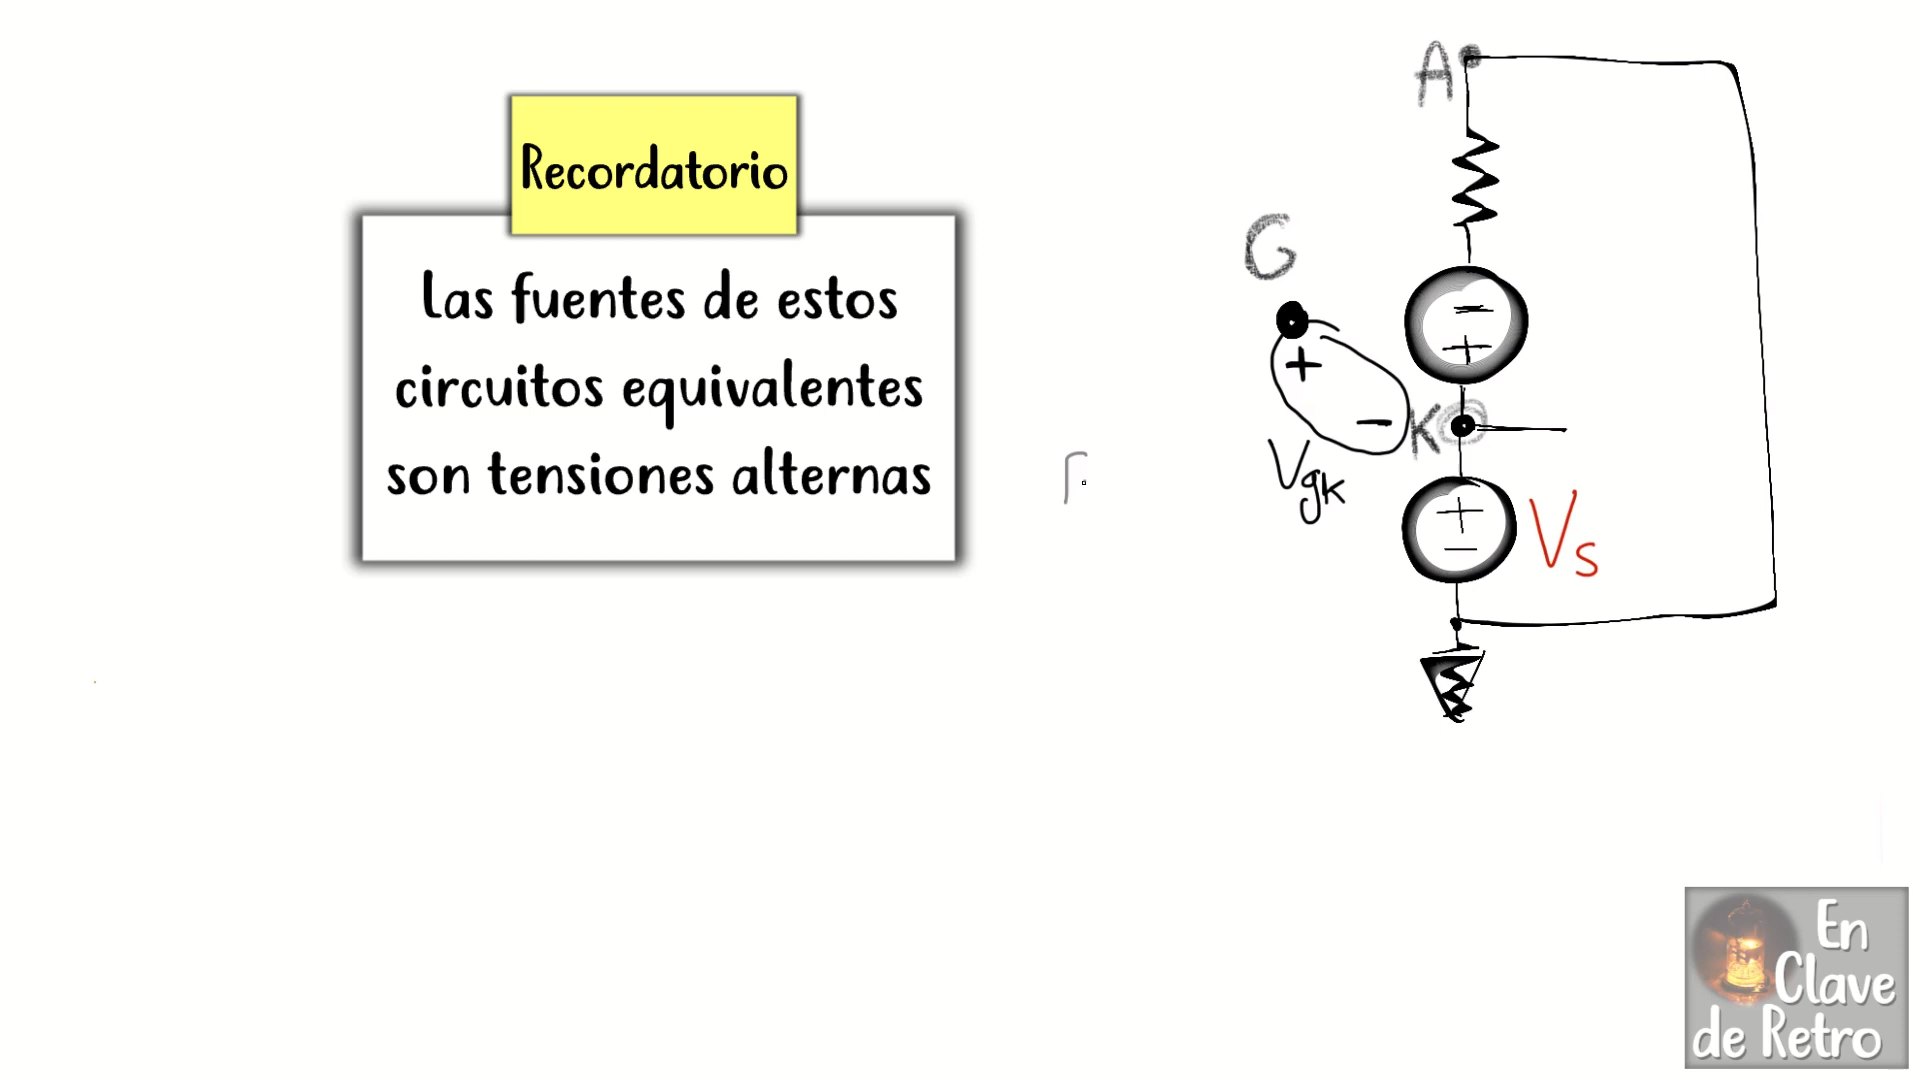 Recordatorio
Las fuentes de estos
circuitos equivalentes
son tensiones alternas
A
G
−
+
+
−
K
Vgk
+
−
Vs
En
Clave
de Retro